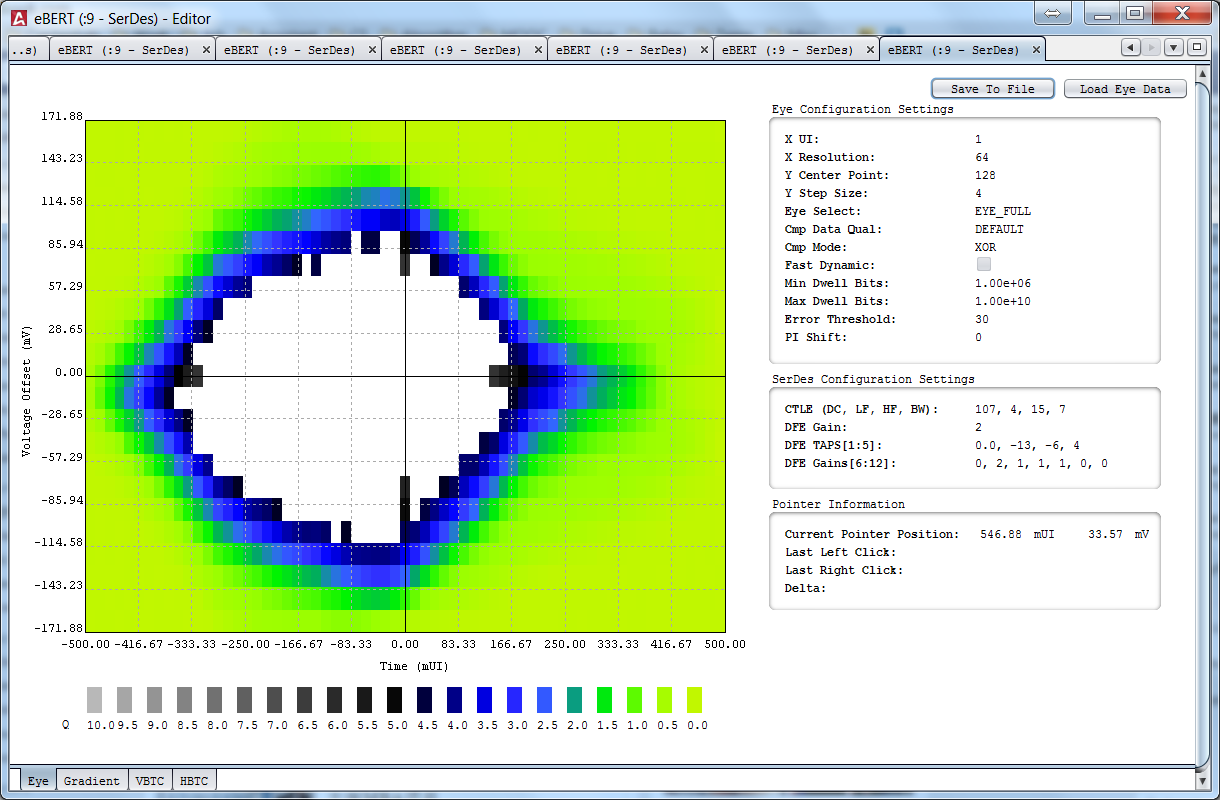 A eBERT (:9 - SerDes) - Editor
..s) eBERT (:9 - SerDes) eBERT (:9 - SerDes) eBERT (:9 - SerDes) eBERT (:9 - SerDes) eBERT (:9 - SerDes) eBERT (:9 - SerDes)
Save To File Load Eye Data
171.88
143.23
114.58
85.94
57.29
28.65
0.00
-28.65
-57.29
-85.94
-114.58
-143.23
-171.88
Voltage Offset (mV)
-500.00 -416.67 -333.33 -250.00 -166.67 -83.33 0.00 83.33 166.67 250.00 333.33 416.67 500.00
Time (mUI)
Q 10.0 9.5 9.0 8.5 8.0 7.5 7.0 6.5 6.0 5.5 5.0 4.5 4.0 3.5 3.0 2.5 2.0 1.5 1.0 0.5 0.0
Eye Configuration Settings
X UI: 1
X Resolution: 64
Y Center Point: 128
Y Step Size: 4
Eye Select: EYE_FULL
Cmp Data Qual: DEFAULT
Cmp Mode: XOR
Fast Dynamic:
Min Dwell Bits: 1.00e+06
Max Dwell Bits: 1.00e+10
Error Threshold: 30
PI Shift: 0
SerDes Configuration Settings
CTLE (DC, LF, HF, BW): 107, 4, 15, 7
DFE Gain: 2
DFE TAPS[1:5]: 0.0, -13, -6, 4
DFE Gains[6:12]: 0, 2, 1, 1, 1, 0, 0
Pointer Information
Current Pointer Position: 546.88 mUI 33.57 mV
Last Left Click:
Last Right Click:
Delta:
Eye Gradient VBTC HBTC